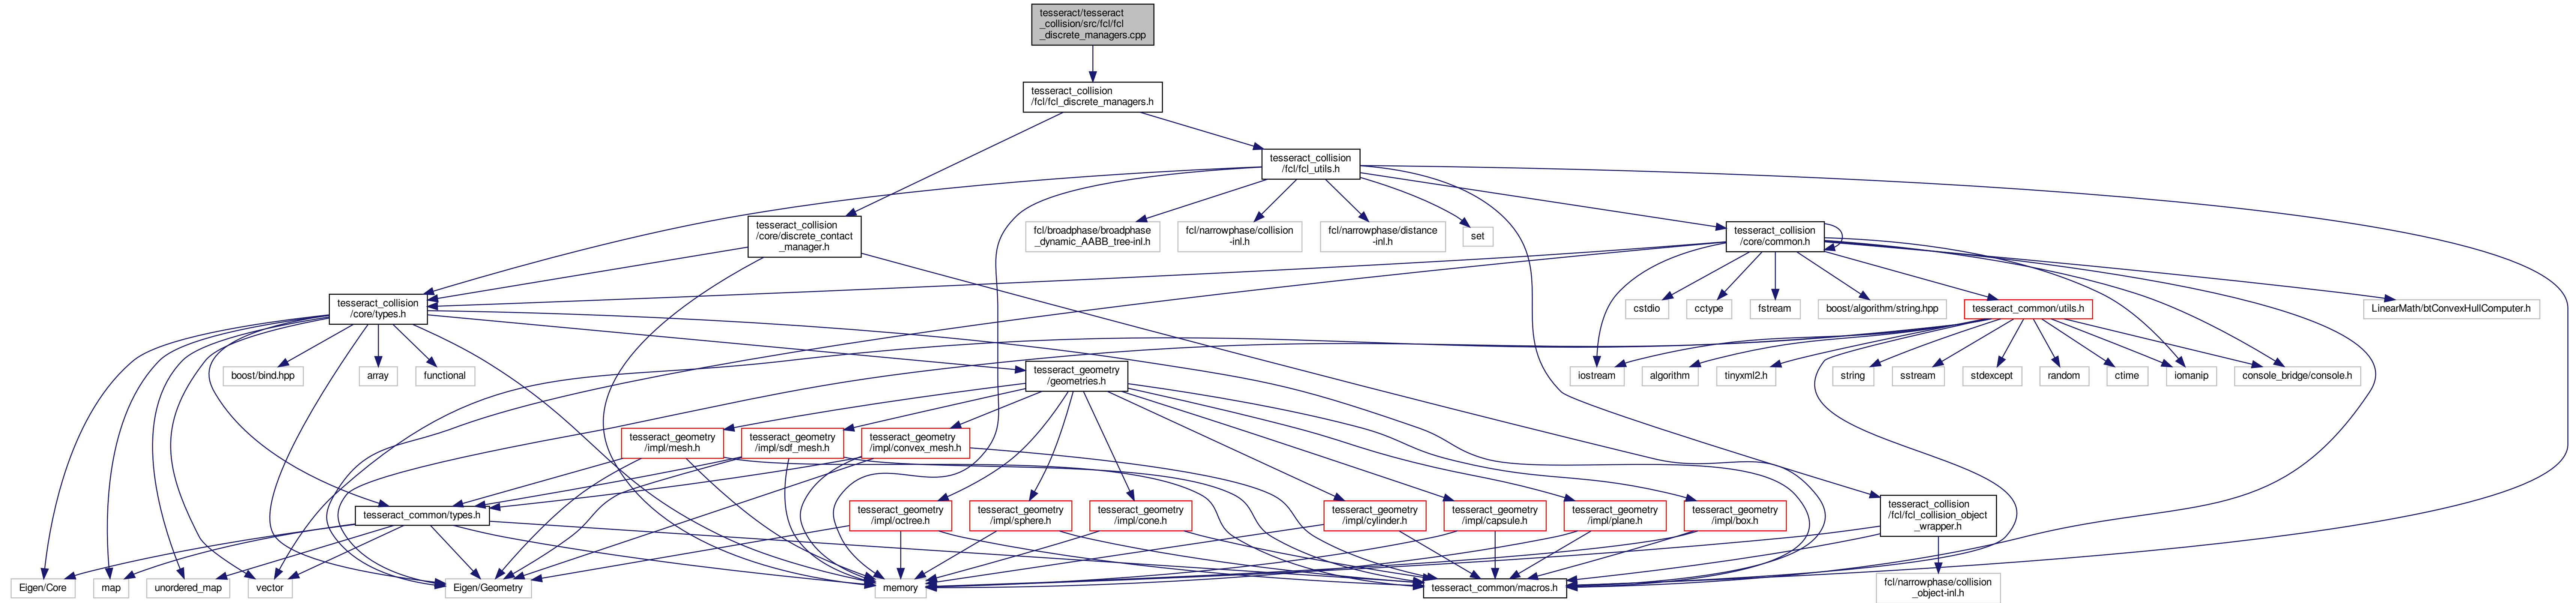 tesseract/tesseract
_collision/src/fcl/fcl
_discrete_managers.cpp
tesseract_collision
/fcl/fcl_discrete_managers.h
tesseract_collision
/fcl/fcl_utils.h
tesseract_collision
/core/discrete_contact
_manager.h
fcl/broadphase/broadphase
_dynamic_AABB_tree-inl.h
fcl/narrowphase/collision
-inl.h
fcl/narrowphase/distance
-inl.h
set
tesseract_collision
/core/common.h
tesseract_collision
/core/types.h
cstdio
cctype
fstream
boost/algorithm/string.hpp
tesseract_common/utils.h
LinearMath/btConvexHullComputer.h
boost/bind.hpp
array
functional
tesseract_geometry
/geometries.h
iostream
algorithm
tinyxml2.h
string
sstream
stdexcept
random
ctime
iomanip
console_bridge/console.h
tesseract_geometry
/impl/mesh.h
tesseract_geometry
/impl/sdf_mesh.h
tesseract_geometry
/impl/convex_mesh.h
tesseract_common/types.h
tesseract_geometry
/impl/octree.h
tesseract_geometry
/impl/sphere.h
tesseract_geometry
/impl/cone.h
tesseract_geometry
/impl/cylinder.h
tesseract_geometry
/impl/capsule.h
tesseract_geometry
/impl/plane.h
tesseract_geometry
/impl/box.h
tesseract_collision
/fcl/fcl_collision_object
_wrapper.h
Eigen/Core
map
unordered_map
vector
Eigen/Geometry
memory
tesseract_common/macros.h
fcl/narrowphase/collision
_object-inl.h